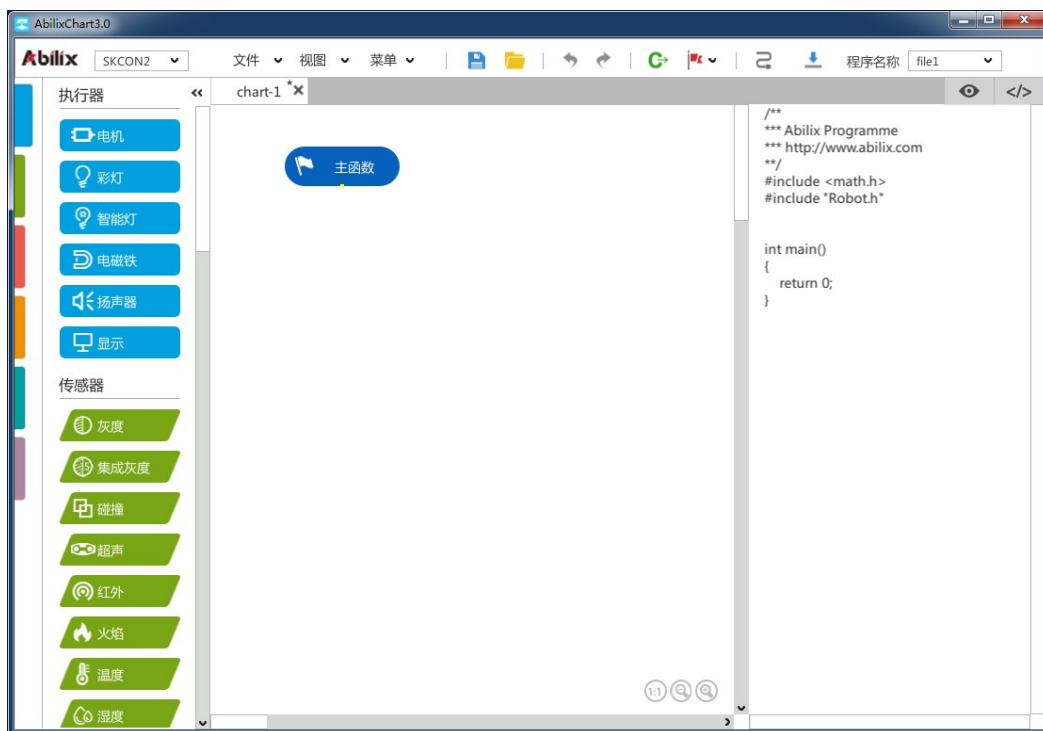 AbilixChart3.0
Abilix SKCON2 文件 视图 菜单 程序名称 file1
执行器
电机
彩灯
智能灯
电磁铁
扬声器
显示
传感器
灰度
集成灰度
碰撞
超声
红外
火焰
温度
湿度
chart-1 *
主函数
1:1
</>
/**
*** Abilix Programme
*** http://www.abilix.com
**/
#include <math.h>
#include "Robot.h"
int main()
{
return 0;
}